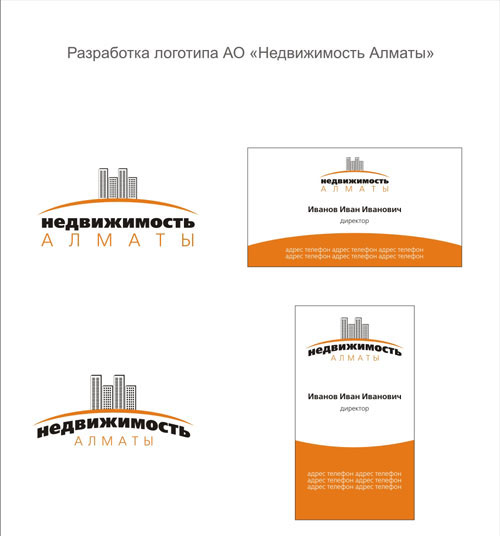 Разработка логотипа АО «Недвижимость Алматы»
недвижимость
АЛМАТЫ
недвижимость
АЛМАТЫ
Иванов Иван Иванович
директор
адрес телефон адрес телефон адрес телефон
адрес телефон адрес телефон адрес телефон
недвижимость
АЛМАТЫ
недвижимость
АЛМАТЫ
Иванов Иван Иванович
директор
адрес телефон адрес телефон
адрес телефон адрес телефон
адрес телефон адрес телефон